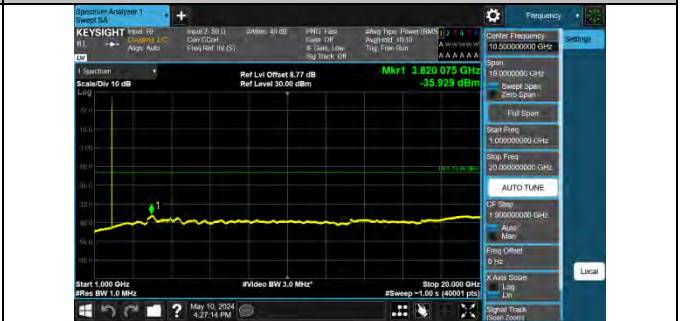 Spectrum Analyzer 1
Swept SA
+
Frequency
KEYSIGHT
Input: RF
Coupling: DC
Align: Auto
Input Z: 50 Ω
Corr CCorr
Freq Ref: Int (S)
#Atten: 40 dB
PNO: Fast
Gate: Off
IF Gain: Low
Sig Track: Off
#Avg Type: Power (RMS
Trig: Free Run
Center Frequency
10.500000000 GHz
Settings
1 Spectrum
Scale/Div 10 dB
Log
Ref Lvl Offset 8.77 dB
Ref Level 30.00 dBm
Mkr1 3.820 075 GHz
-35.929 dBm
Span
19.0000000 GHz
Swept Span
Zero Span
Full Span
Start Freq
1.000000000 GHz
Stop Freq
20.000000000 GHz
AUTO TUNE
CF Step
1.900000000 GHz
Auto
Man
Freq Offset
0 Hz
X Axis Scale
Log
Lin
Local
Signal Track
(Span Zoom)
1
Start 1.000 GHz
#Res BW 1.0 MHz
#Video BW 3.0 MHz*
Stop 20.000 GHz
#Sweep ~1.00 s (40001 pts)
?
May 10, 2024
4:27:14 PM